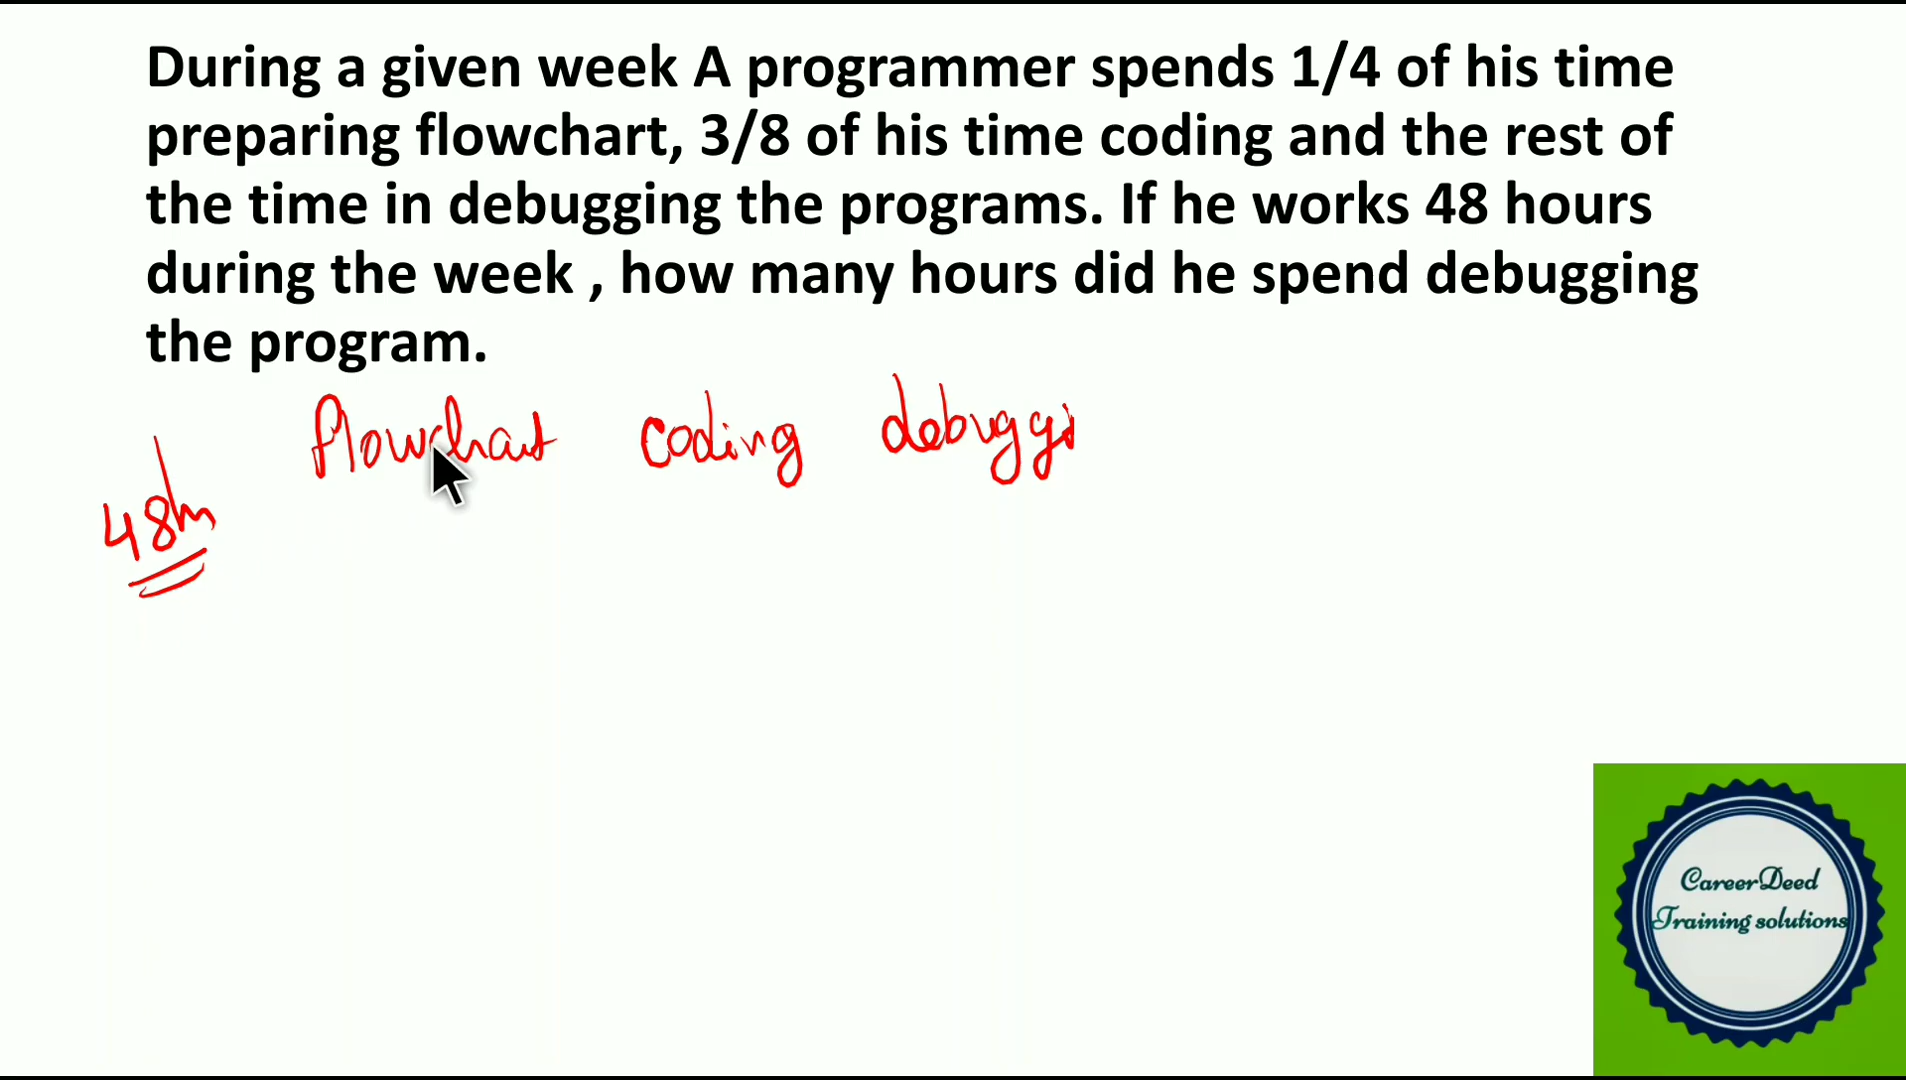 During a given week A programmer spends 1/4 of his time
preparing flowchart, 3/8 of his time coding and the rest of
the time in debugging the programs. If he works 48 hours
during the week , how many hours did he spend debugging
the program.
flowchart coding debuggi
48h
CareerDeed
Training solutions